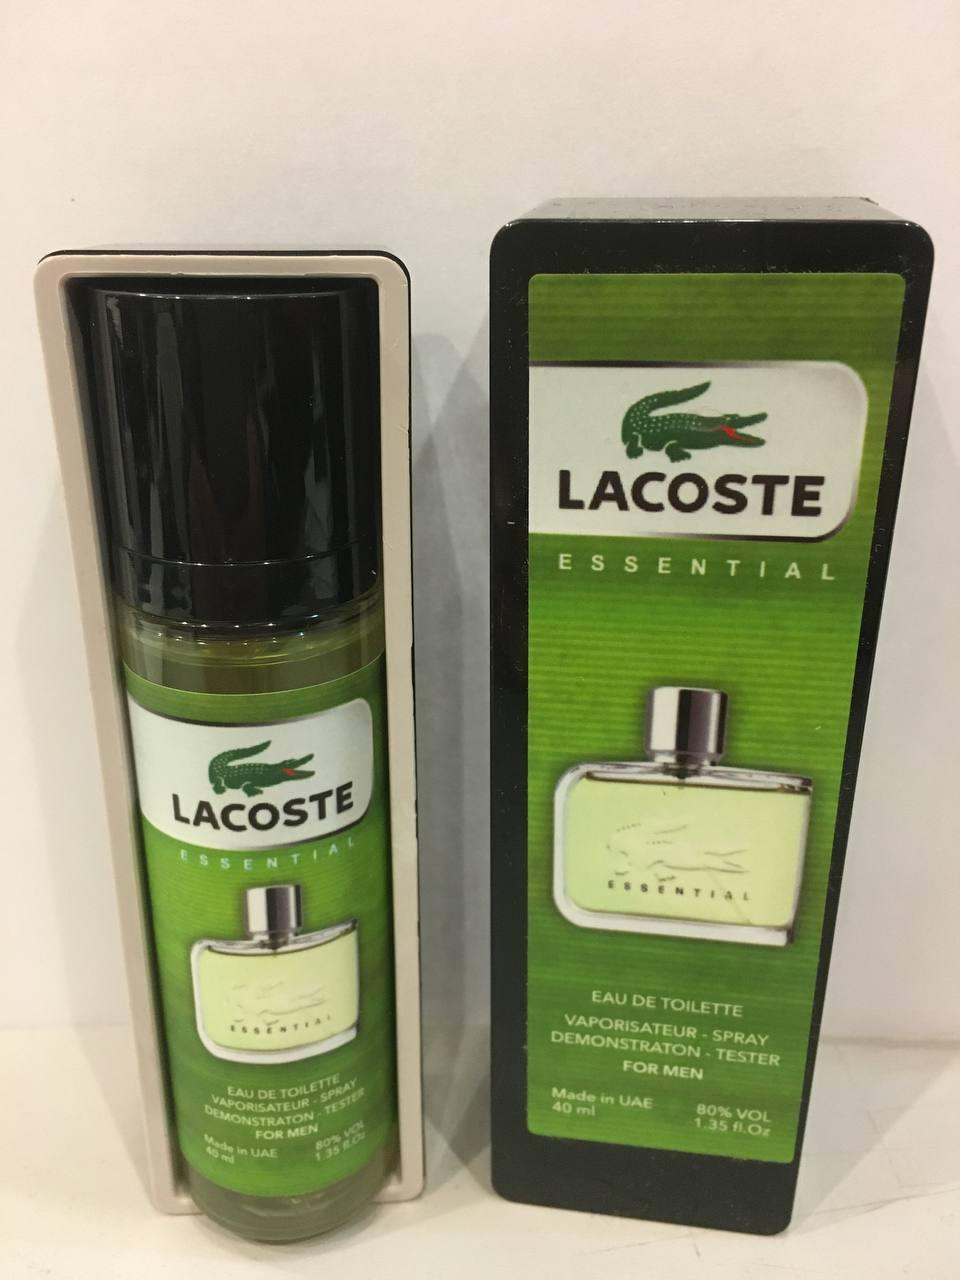 LACOSTE
ESSENTIAL
ESSENTIAL
EAU DE TOILETTE
VAPORISATEUR - SPRAY
DEMONSTRATON - TESTER
FOR MEN
Made in UAE 80% VOL
40 ml 1.35 fl.Oz
LACOSTE
ESSENTIAL
ESSENTIAL
EAU DE TOILETTE
VAPORISATEUR - SPRAY
DEMONSTRATON - TESTER
FOR MEN
Made in UAE 80% VOL
40 ml 1.35 fl.Oz